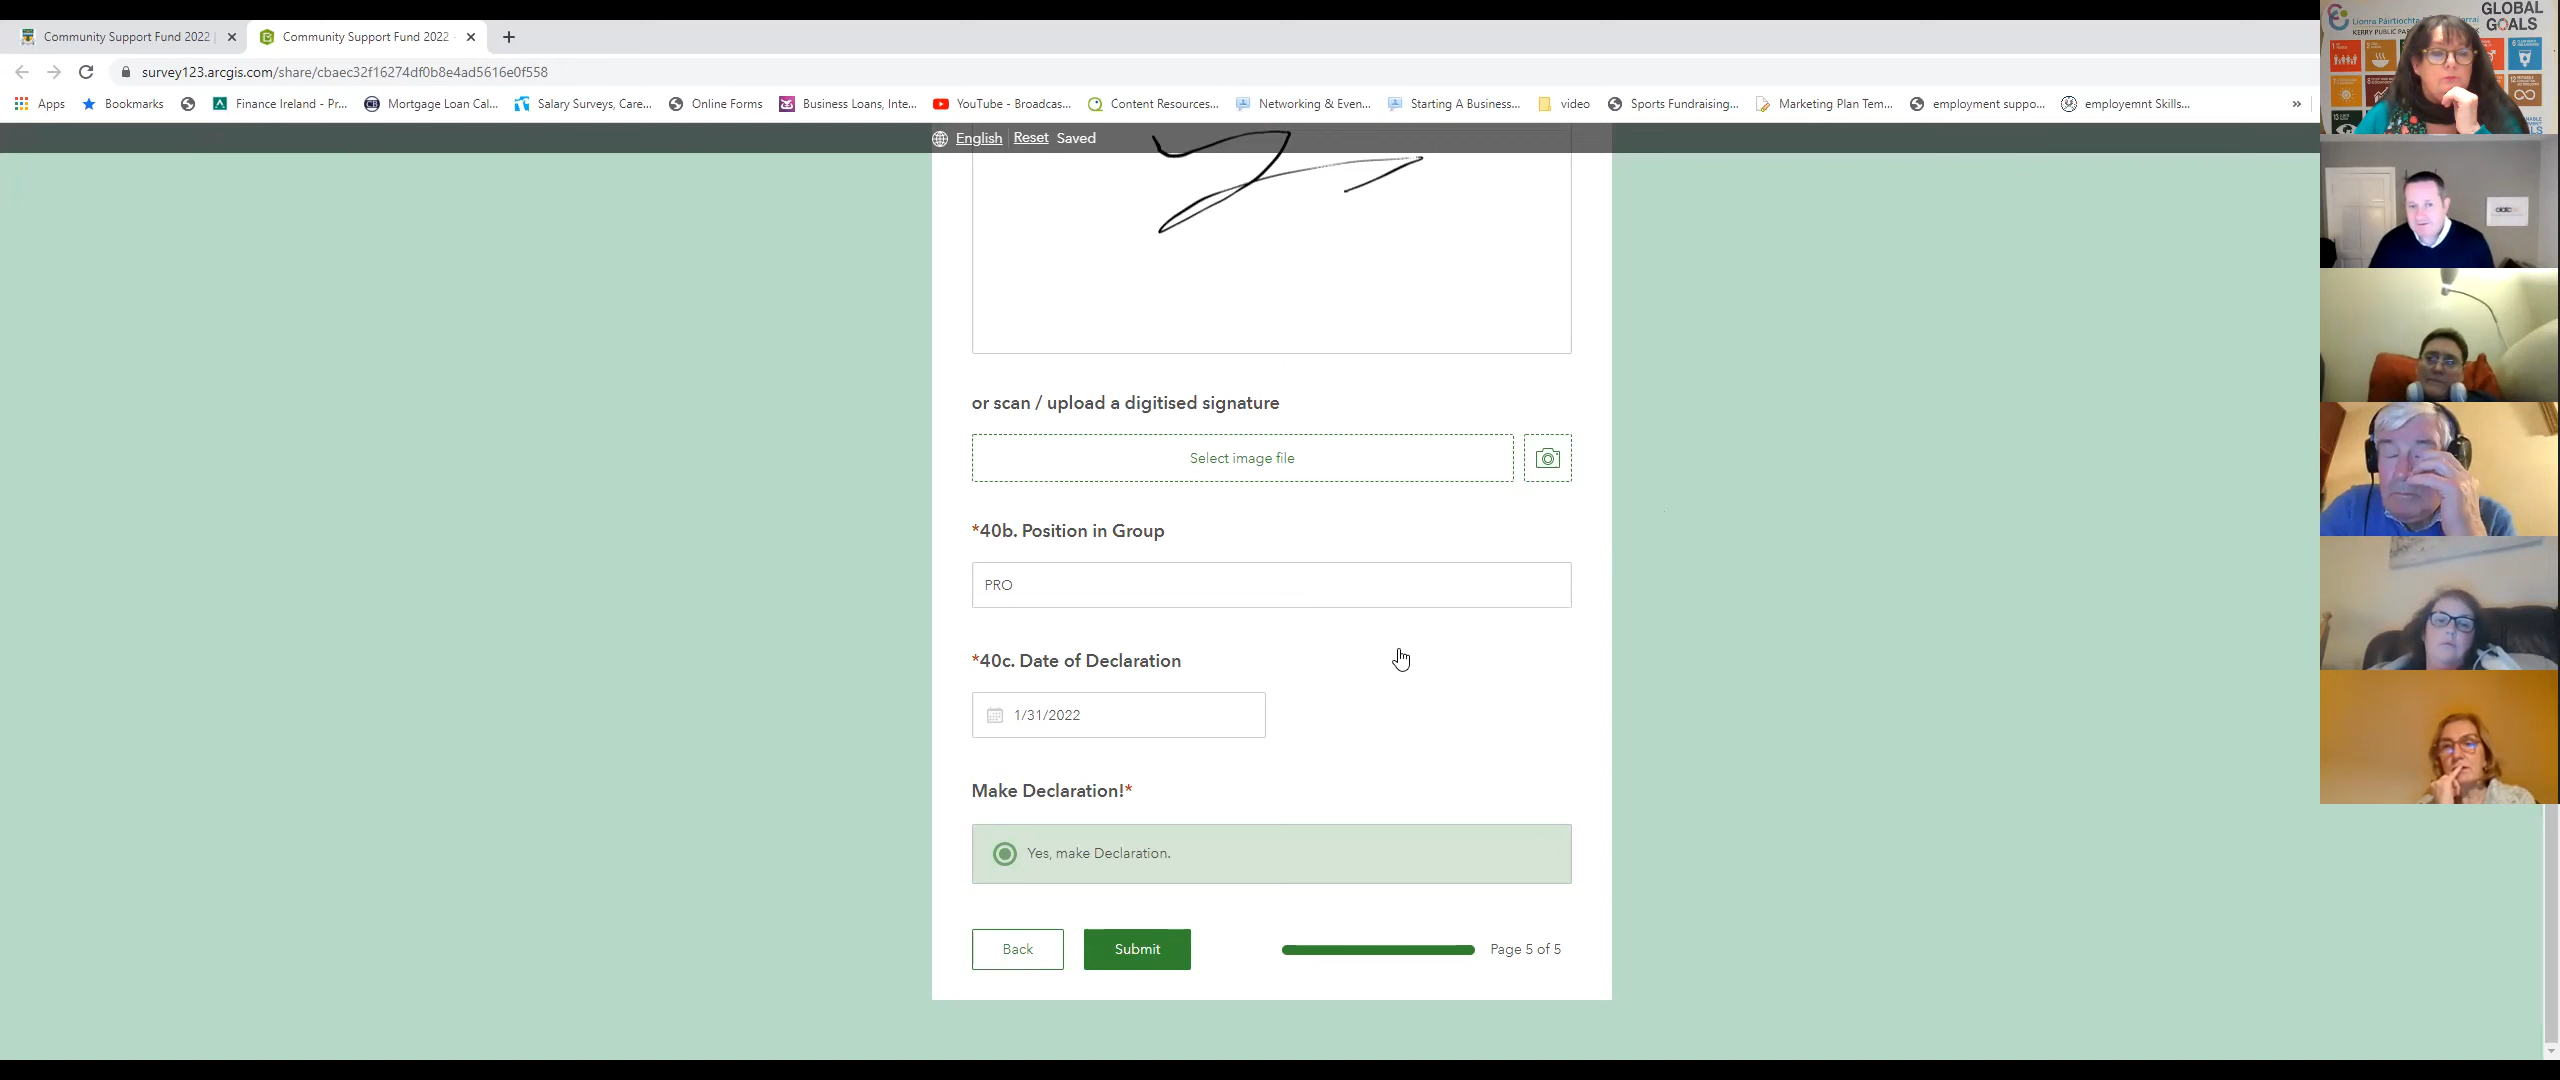 Community Support Fund 2022 |
Community Support Fund 2022
survey123.arcgis.com/share/cbaec32f16274df0b8e4ad5616e0f558
Apps Bookmarks Finance Ireland - Pr... Mortgage Loan Cal... Salary Surveys, Care... Online Forms Business Loans, Inte... YouTube - Broadcas... Content Resources... Networking & Even... Starting A Business... video Sports Fundraising... Marketing Plan Tem... employment suppo... employemnt Skills... »
English | Reset Saved
or scan / upload a digitised signature
Select image file
*40b. Position in Group
PRO
*40c. Date of Declaration
1/31/2022
Make Declaration!*
Yes, make Declaration.
Back Submit Page 5 of 5
GLOBAL
GOALS
Líonra Páirtíochta
KERRY PUBLIC